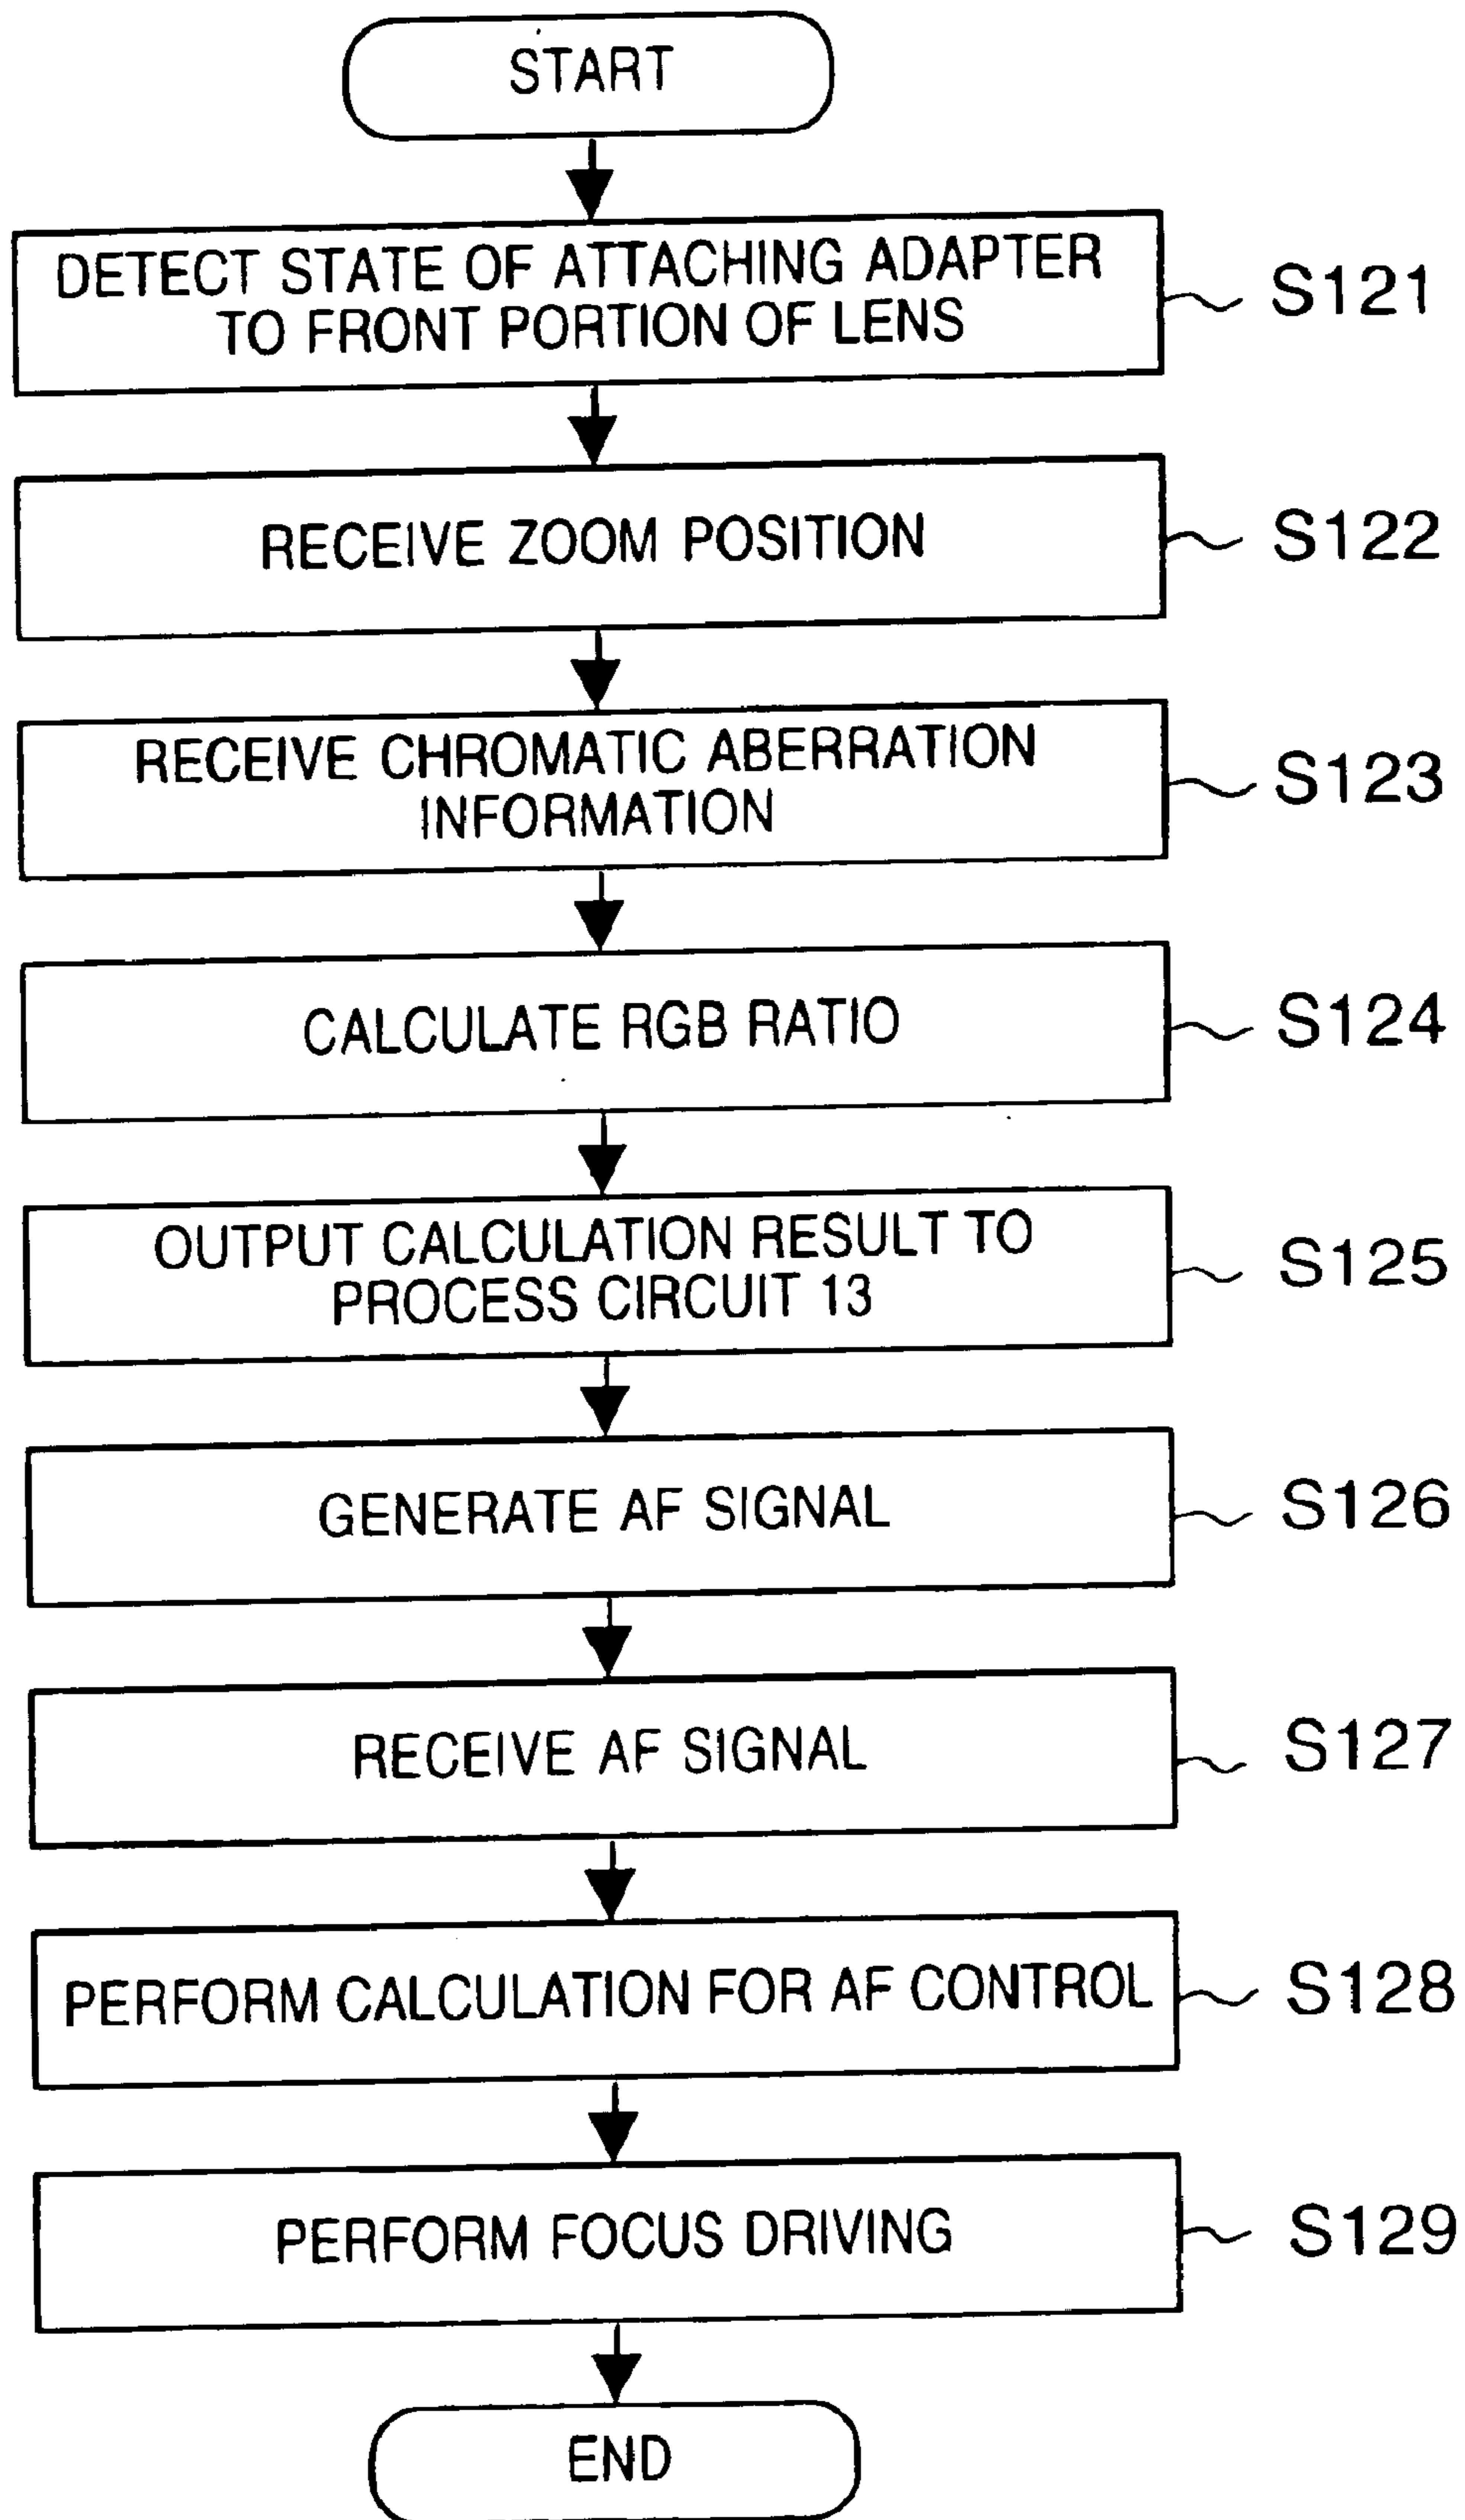 START
DETECT STATE OF ATTACHING ADAPTER
TO FRONT PORTION OF LENS
S121
RECEIVE ZOOM POSITION
S122
RECEIVE CHROMATIC ABERRATION
INFORMATION
S123
CALCULATE RGB RATIO
S124
OUTPUT CALCULATION RESULT TO
PROCESS CIRCUIT 13
S125
GENERATE AF SIGNAL
S126
RECEIVE AF SIGNAL
S127
PERFORM CALCULATION FOR AF CONTROL
S128
PERFORM FOCUS DRIVING
S129
END